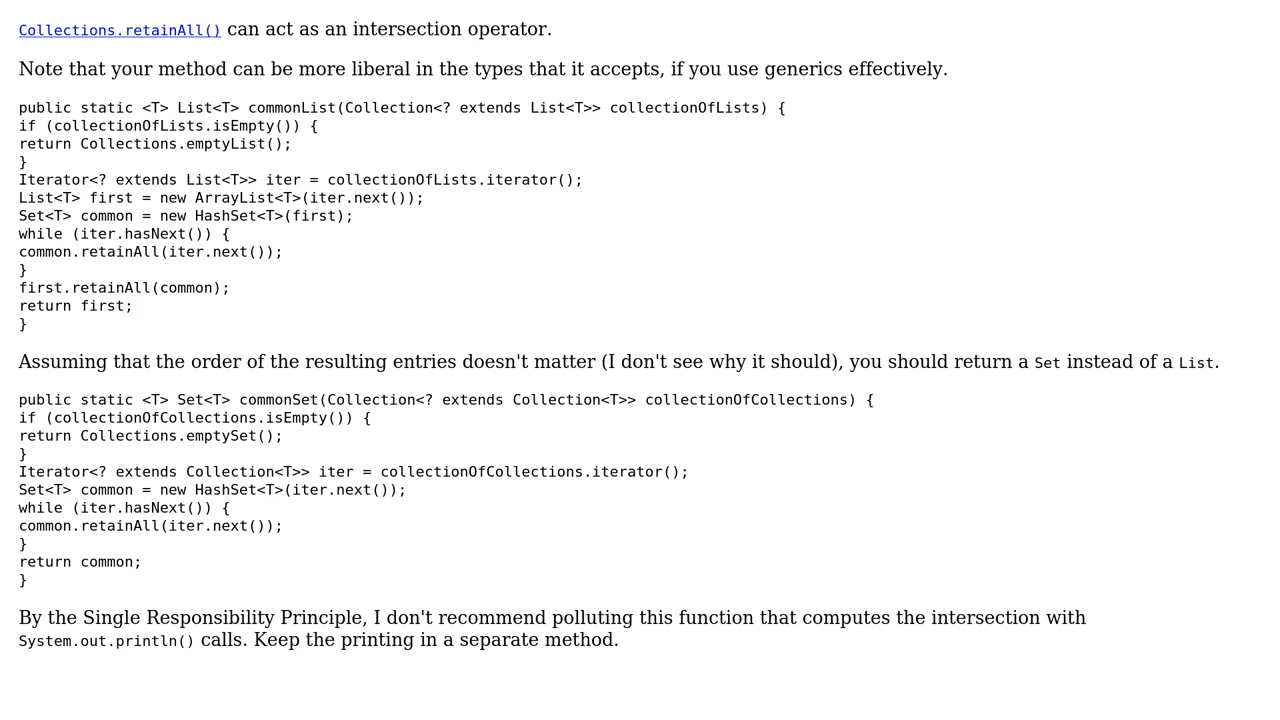 Collections.retainAll() can act as an intersection operator.
Note that your method can be more liberal in the types that it accepts, if you use generics effectively.
public static <T> List<T> commonList(Collection<? extends List<T>> collectionOfLists) {
if (collectionOfLists.isEmpty()) {
return Collections.emptyList();
}
Iterator<? extends List<T>> iter = collectionOfLists.iterator();
List<T> first = new ArrayList<T>(iter.next());
Set<T> common = new HashSet<T>(first);
while (iter.hasNext()) {
common.retainAll(iter.next());
}
first.retainAll(common);
return first;
}
Assuming that the order of the resulting entries doesn't matter (I don't see why it should), you should return a Set instead of a List.
public static <T> Set<T> commonSet(Collection<? extends Collection<T>> collectionOfCollections) {
if (collectionOfCollections.isEmpty()) {
return Collections.emptySet();
}
Iterator<? extends Collection<T>> iter = collectionOfCollections.iterator();
Set<T> common = new HashSet<T>(iter.next());
while (iter.hasNext()) {
common.retainAll(iter.next());
}
return common;
}
By the Single Responsibility Principle, I don't recommend polluting this function that computes the intersection with
System.out.println() calls. Keep the printing in a separate method.